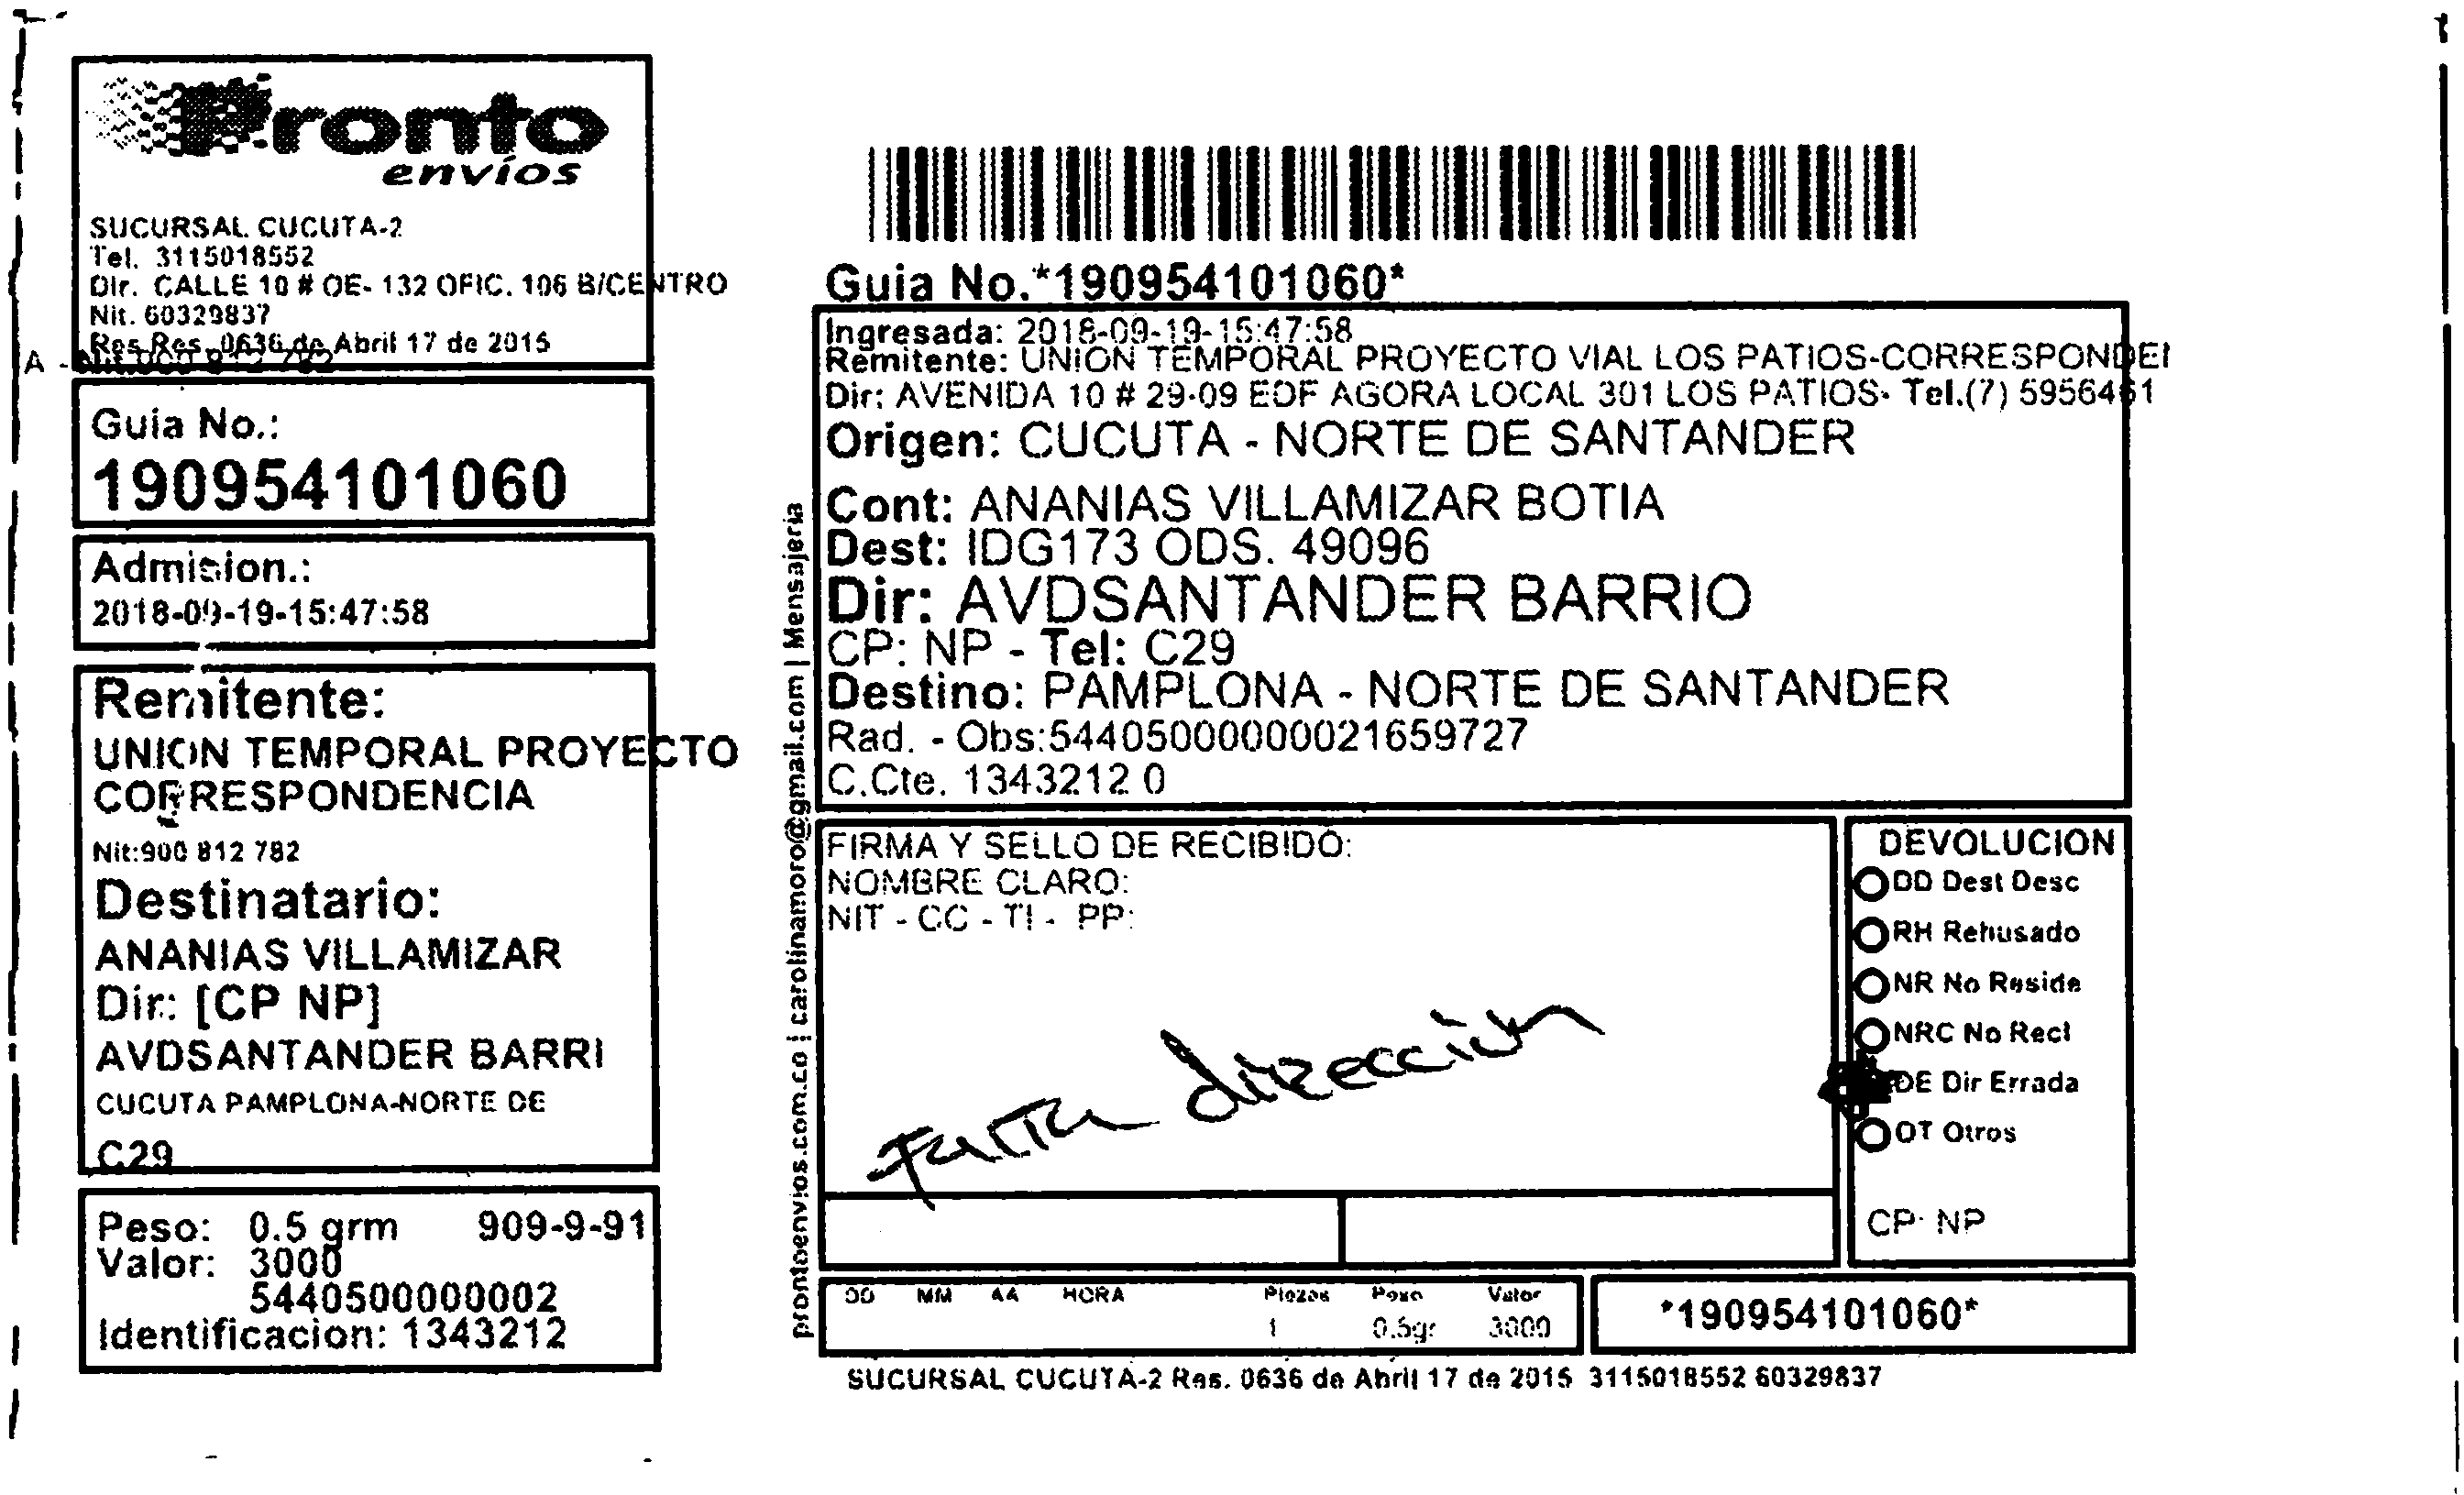 Pronto
envíos
SUCURSAL CUCUTA-2
Tel. 3115018552
Dir. CALLE 10 # OE- 132 OFIC. 106 B/CENTRO
Nit. 60329837
Res Res. 0636 de Abril 17 de 2015
A - Nit.900 812 782
Guia No.:
190954101060
Admision.:
2018-09-19-15:47:58
Remitente:
UNION TEMPORAL PROYECTO
CORRESPONDENCIA
Nit:900 812 782
Destinatario:
ANANIAS VILLAMIZAR
Dir: [CP NP]
AVDSANTANDER BARRI
CUCUTA PAMPLONA-NORTE DE
C29
Peso: 0.5 grm 909-9-91
Valor: 3000
5440500000002
Identificacion: 1343212
prontoenvios.com.co | carolinamoro@gmail.com | Mensajeria
Guia No.*190954101060*
Ingresada: 2018-09-19-15:47:58
Remitente: UNION TEMPORAL PROYECTO VIAL LOS PATIOS-CORRESPONDEI
Dir: AVENIDA 10 # 29-09 EDF AGORA LOCAL 301 LOS PATIOS- Tel.(7) 5956461
Origen: CUCUTA - NORTE DE SANTANDER
Cont: ANANIAS VILLAMIZAR BOTIA
Dest: IDG173 ODS. 49096
Dir: AVDSANTANDER BARRIO
CP: NP - Tel: C29
Destino: PAMPLONA - NORTE DE SANTANDER
Rad. - Obs:544050000000021659727
C.Cte. 1343212 0
FIRMA Y SELLO DE RECIBIDO:
NOMBRE CLARO:
NIT - CC - TI - PP:
Falta dirección
DEVOLUCION
DD Dest Desc
RH Rehusado
NR No Reside
NRC No Recl
DE Dir Errada
OT Otros
CP: NP
DD MM AA HORA Piezas Peso Valor
1 0.5gr 3000
*190954101060*
SUCURSAL CUCUTA-2 Res. 0636 de Abril 17 de 2015 3115018552 60329837